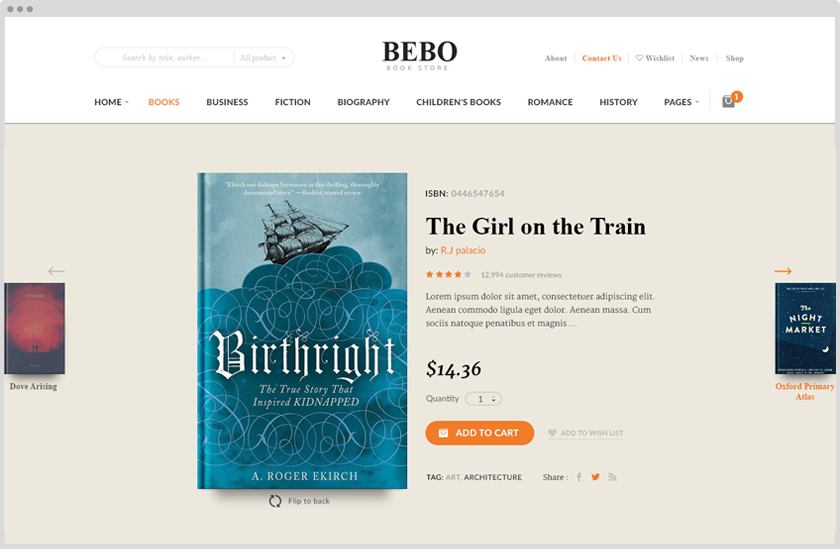 Search by title, author...
All product
BEBO
BOOK STORE
About
Contact Us
Wishlist
News
Shop
HOME
BOOKS
BUSINESS
FICTION
BIOGRAPHY
CHILDREN'S BOOKS
ROMANCE
HISTORY
PAGES
1
"Ekirch out-kidnaps Stevenson in this thrilling, thoroughly
documented story." —Booklist, starred review
Birthright
The True Story That
Inspired KIDNAPPED
A. ROGER EKIRCH
Flip to back
ISBN: 0446547654
The Girl on the Train
by: R.J palacio
12,994 customer reviews
Lorem ipsum dolor sit amet, consectetuer adipiscing elit.
Aenean commodo ligula eget dolor. Aenean massa. Cum
sociis natoque penatibus et magnis ...
$14.36
Quantity 1
ADD TO CART
ADD TO WISH LIST
TAG: ART, ARCHITECTURE
Share :
Dove Arising
The
NIGHT
MARKET
Oxford Primary
Atlas